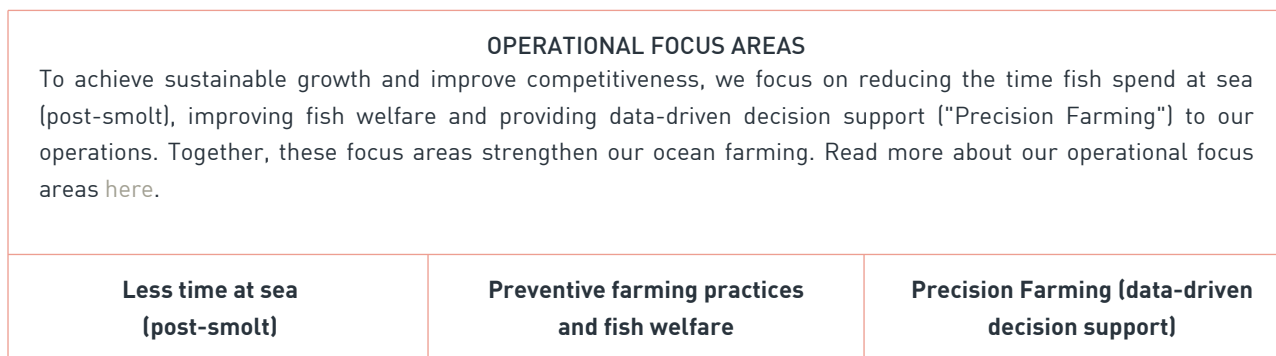 OPERATIONAL FOCUS AREAS
To achieve sustainable growth and improve competitiveness, we focus on reducing the time fish spend at sea
(post-smolt), improving fish welfare and providing data-driven decision support ("Precision Farming") to our
operations. Together, these focus areas strengthen our ocean farming. Read more about our operational focus
areas here.
Less time at sea
(post-smolt)
Preventive farming practices
and fish welfare
Precision Farming (data-driven
decision support)